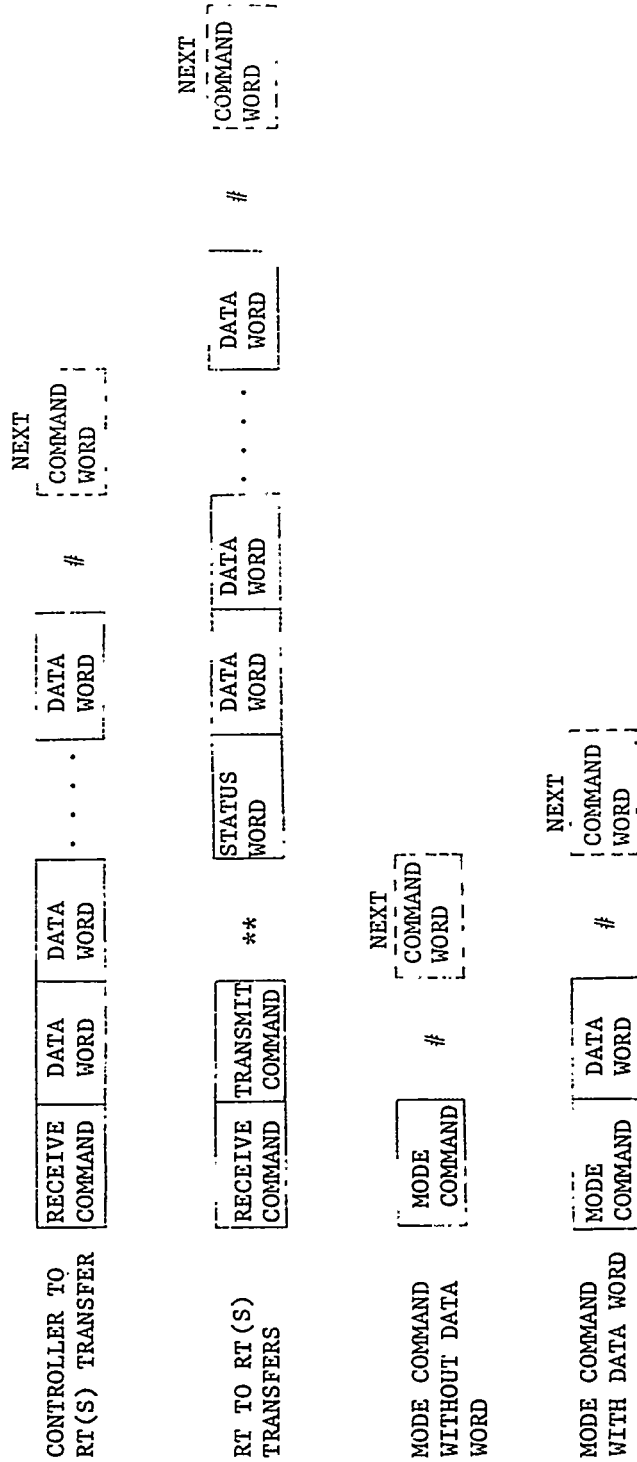 CONTROLLER TO
RT(S) TRANSFER
RECEIVE
COMMAND
DATA
WORD
DATA
WORD
. . . .
DATA
WORD
#
NEXT
COMMAND
WORD
RT TO RT(S)
TRANSFERS
RECEIVE
COMMAND
TRANSMIT
COMMAND
**
STATUS
WORD
DATA
WORD
DATA
WORD
. . . .
DATA
WORD
#
NEXT
COMMAND
WORD
MODE COMMAND
WITHOUT DATA
WORD
MODE
COMMAND
#
NEXT
COMMAND
WORD
MODE COMMAND
WITH DATA WORD
MODE
COMMAND
DATA
WORD
#
NEXT
COMMAND
WORD